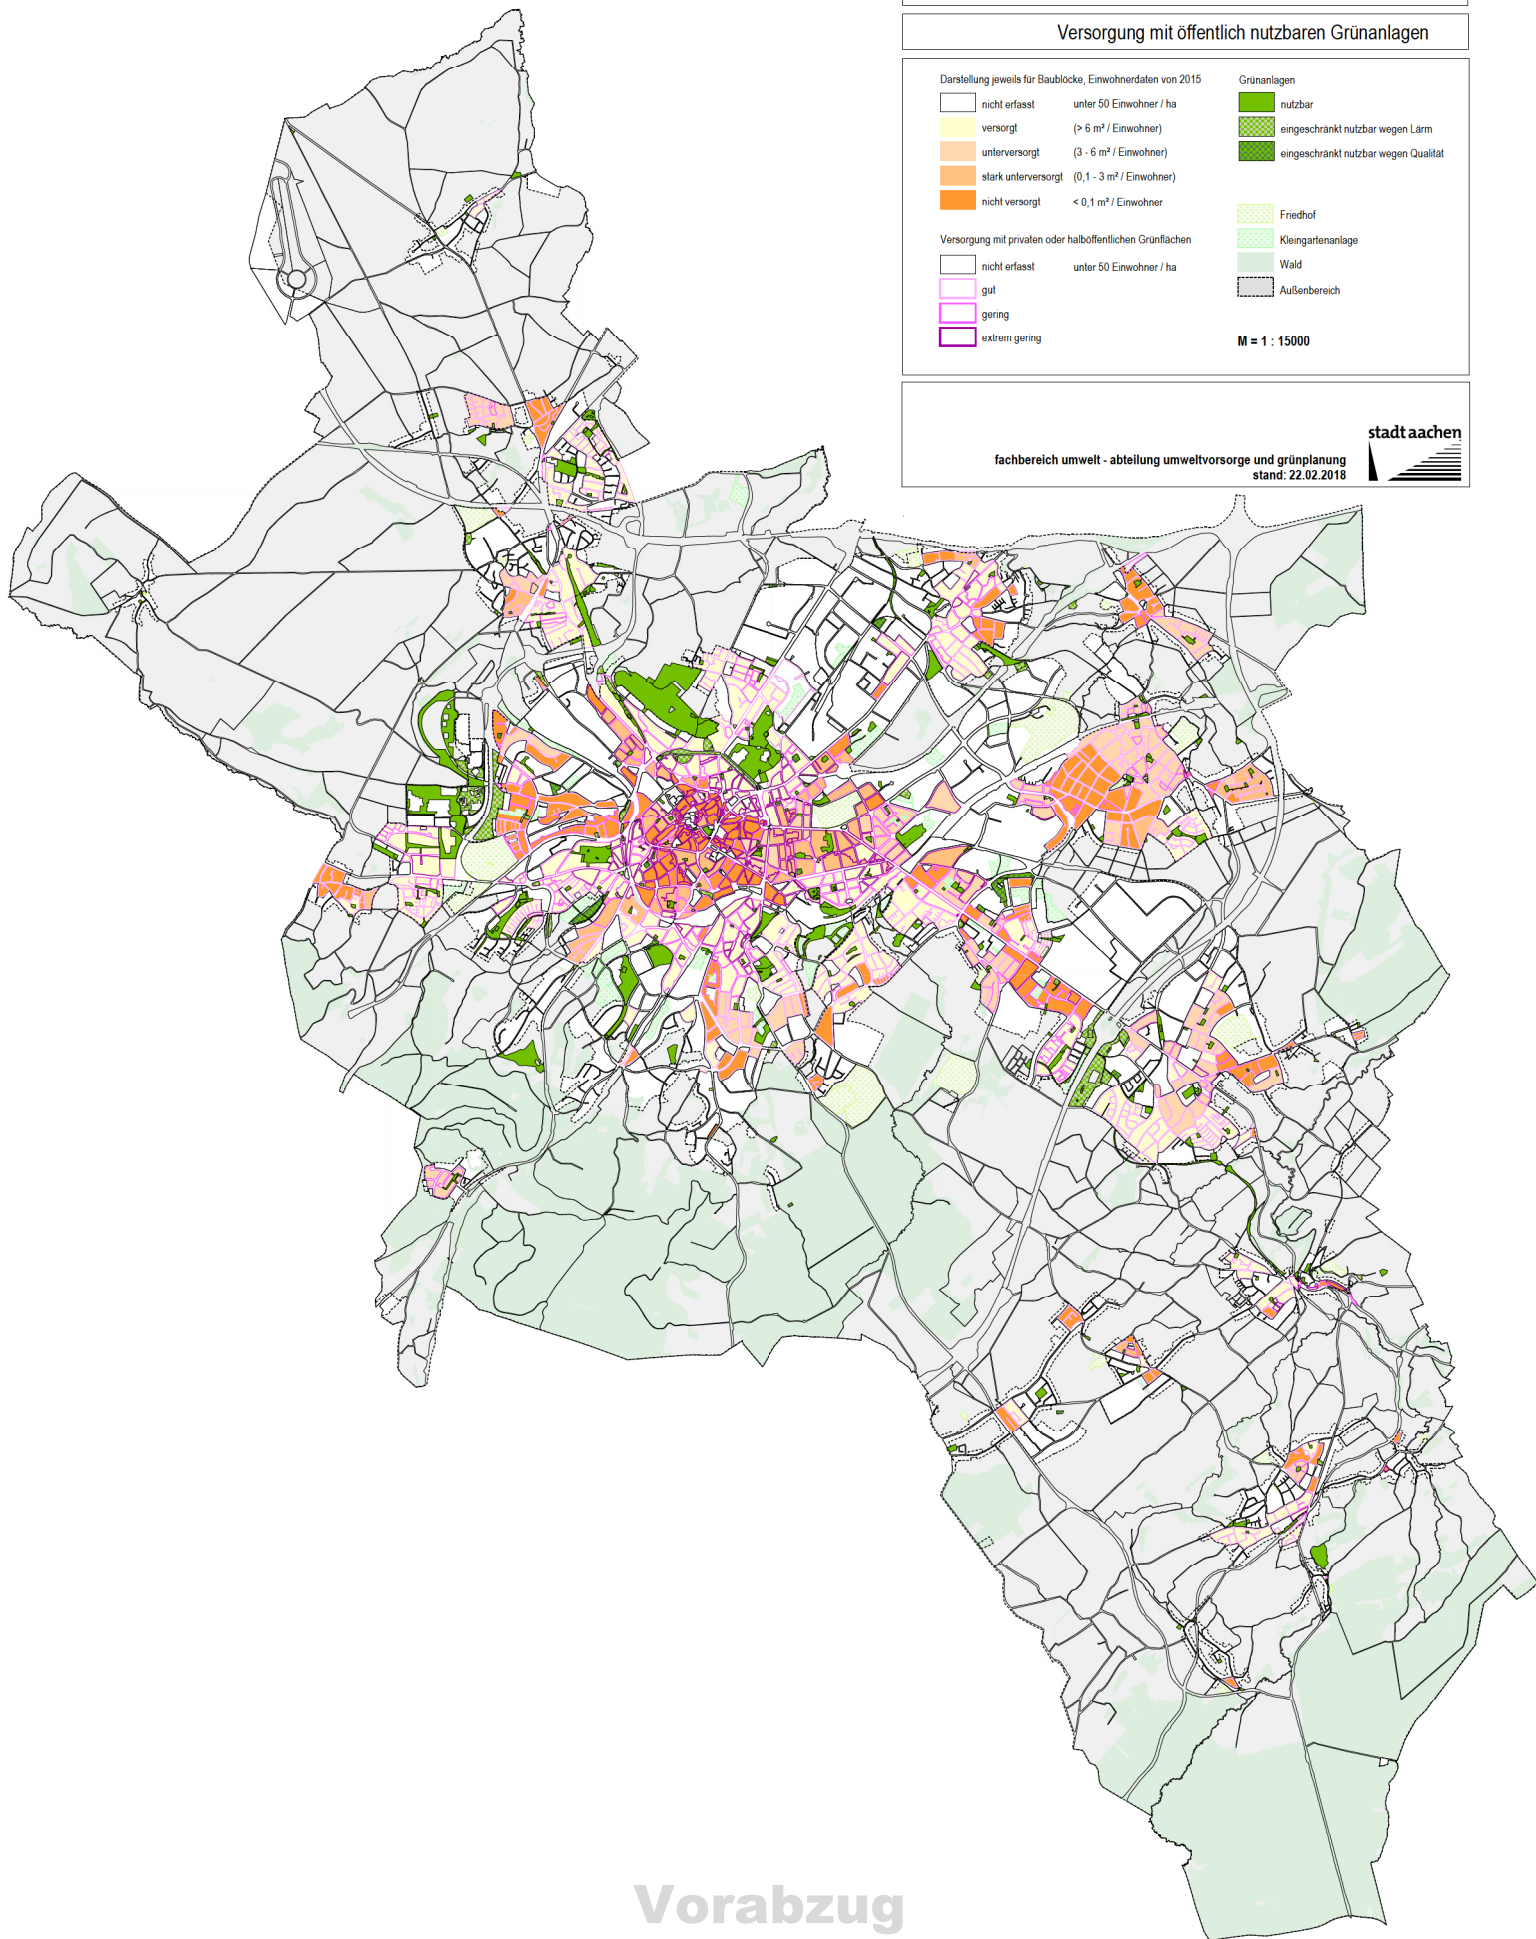 Versorgung mit öffentlich nutzbaren Grünanlagen
Darstellung jeweils für Baublöcke, Einwohnerdaten von 2015
nicht erfasst unter 50 Einwohner / ha
versorgt (> 6 m² / Einwohner)
unterversorgt (3 - 6 m² / Einwohner)
stark unterversorgt (0,1 - 3 m² / Einwohner)
nicht versorgt < 0,1 m² / Einwohner
Versorgung mit privaten oder halböffentlichen Grünflächen
nicht erfasst unter 50 Einwohner / ha
gut
gering
extrem gering
Grünanlagen
nutzbar
eingeschränkt nutzbar wegen Lärm
eingeschränkt nutzbar wegen Qualität
Friedhof
Kleingartenanlage
Wald
Außenbereich
M = 1 : 15000
stadt aachen
fachbereich umwelt - abteilung umweltvorsorge und grünplanung
stand: 22.02.2018
Vorabzug